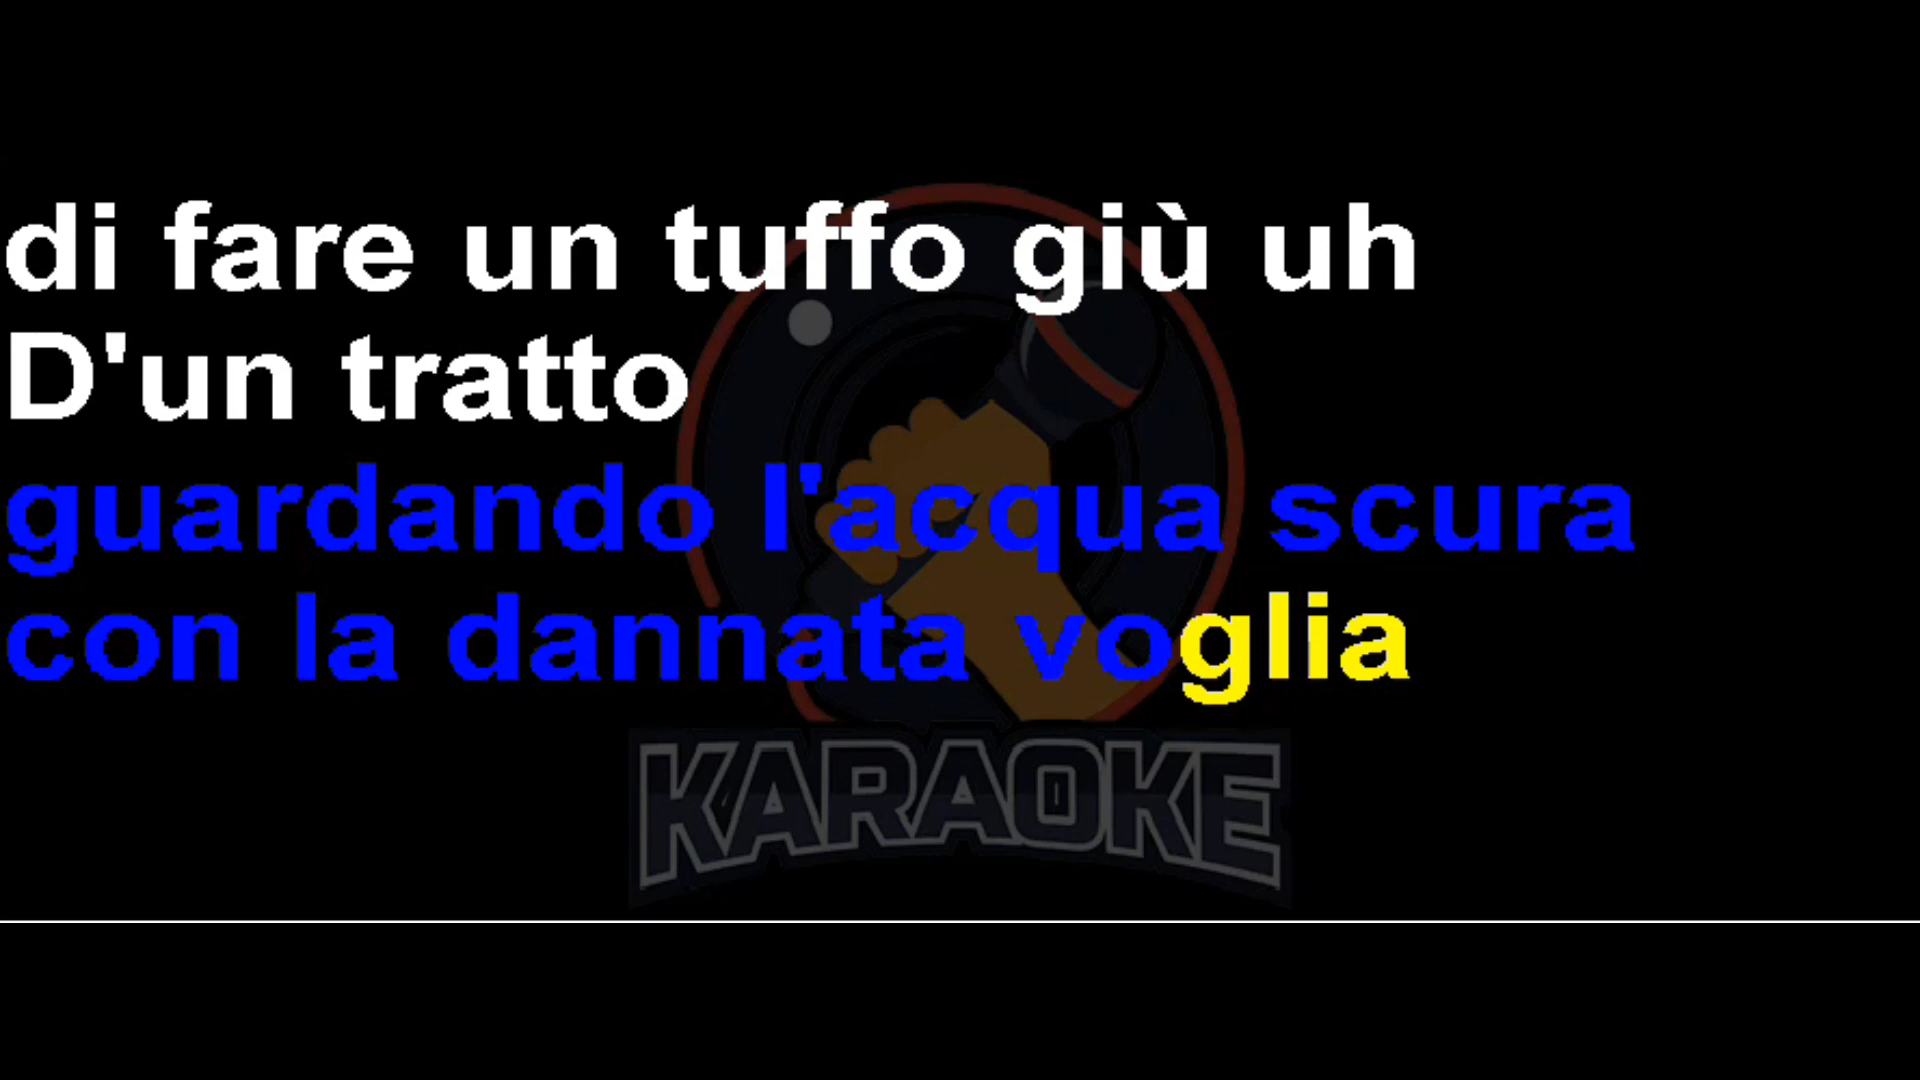 di fare un tuffo giù uh
D'un tratto
guardando l'acqua scura
con la dannata voglia
KARAOKE